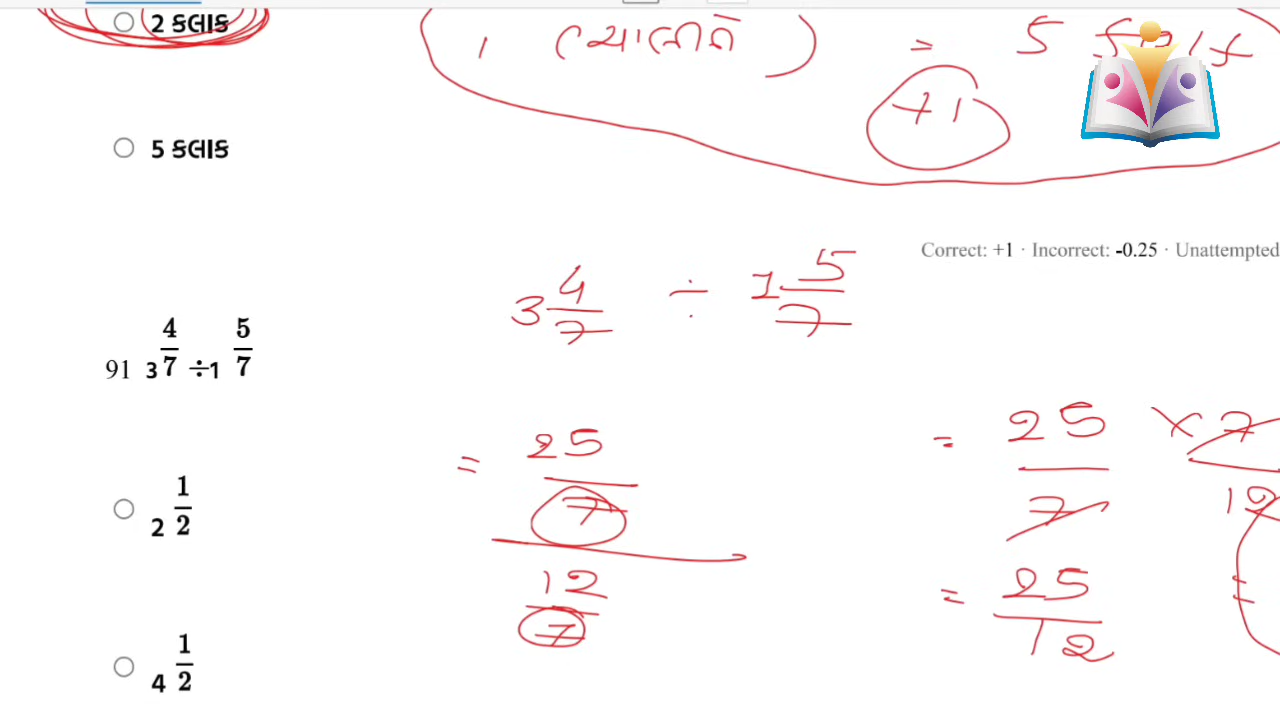 2 કલાક
= 5 કલાક
+1
5 કલાક
Correct: +1 · Incorrect: -0.25 · Unattempted
3 4/7 ÷ 1 5/7
91 3 4/7 ÷1 5/7
= 25/7
12/7
= 25/7 × 7/12
= 25/12
=
2 1/2
4 1/2